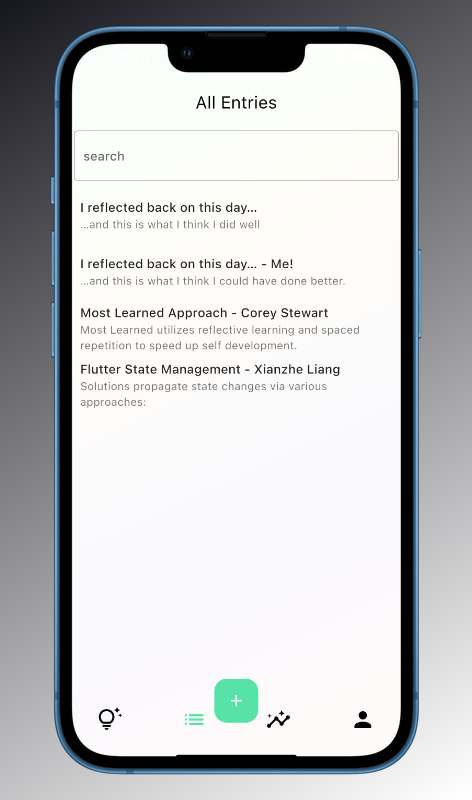 All Entries
search
I reflected back on this day...
...and this is what I think I did well
I reflected back on this day... - Me!
...and this is what I think I could have done better.
Most Learned Approach - Corey Stewart
Most Learned utilizes reflective learning and spaced
repetition to speed up self development.
Flutter State Management - Xianzhe Liang
Solutions propagate state changes via various
approaches: